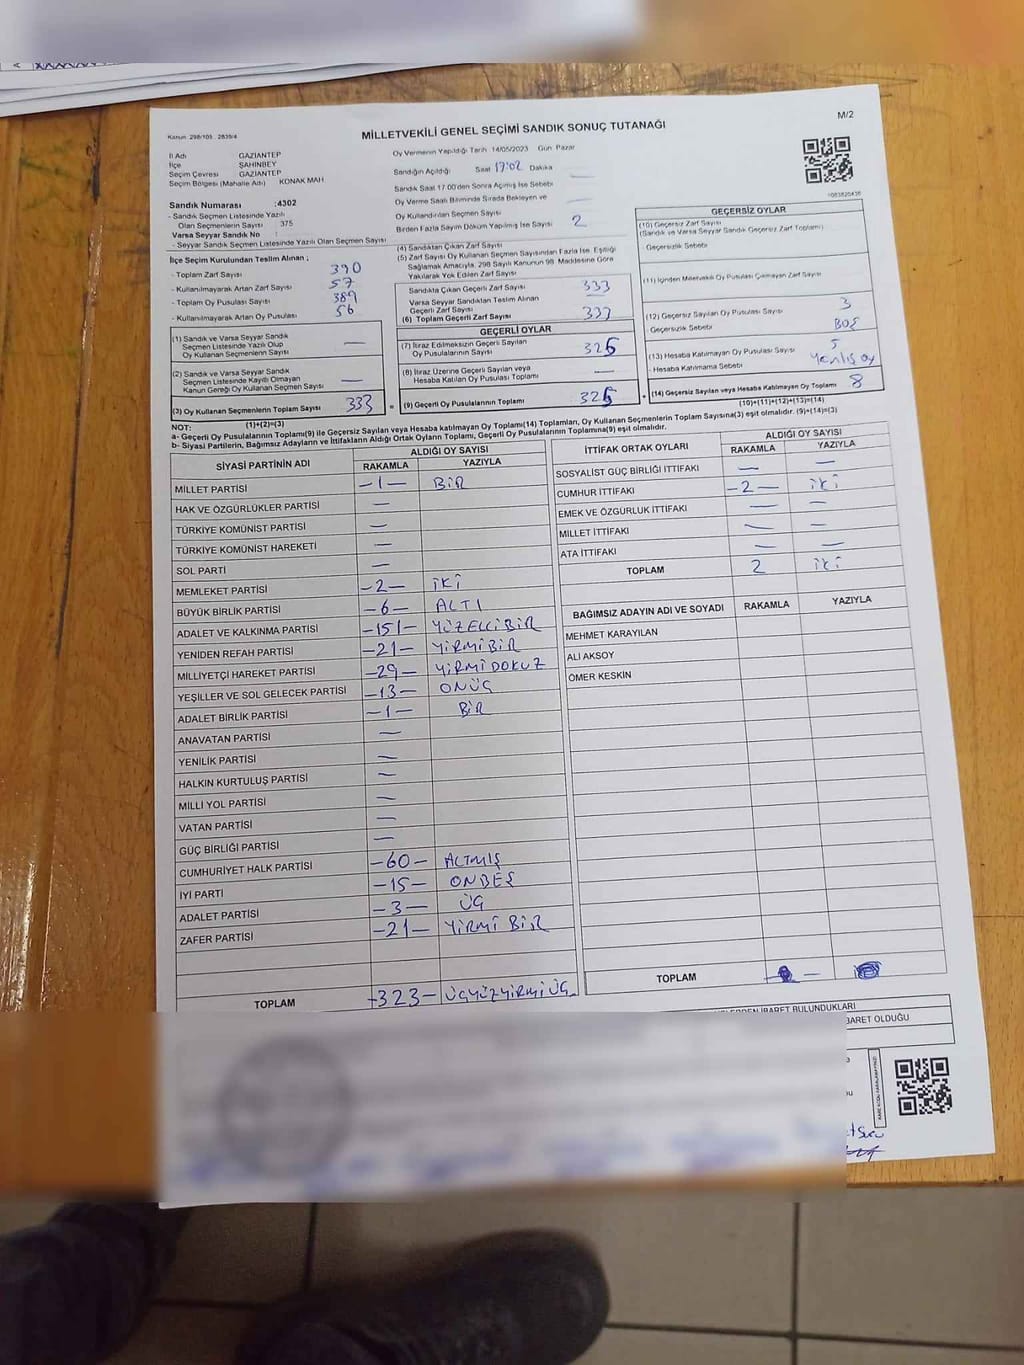 M/2
Kanun 298/105 2839/4
MİLLETVEKİLİ GENEL SEÇİMİ SANDIK SONUÇ TUTANAĞI
İl Adı GAZİANTEP
İlçe ŞAHİNBEY
Seçim Çevresi GAZİANTEP
Seçim Bölgesi (Mahalle Adı) KONAK MAH
Sandık Numarası :4302
- Sandık Seçmen Listesinde Yazılı
Olan Seçmenlerin Sayısı 375
Varsa Seyyar Sandık No :
- Seyyar Sandık Seçmen Listesinde Yazılı Olan Seçmen Sayısı
Oy Vermenin Yapıldığı Tarih 14/05/2023 Gün Pazar
Sandığın Açıldığı Saat 17:02 Dakika
Sandık Saat 17 00'den Sonra Açılmış İse Sebebi —
Oy Verme Saati Bitiminde Sırada Bekleyen ve
Oy Kullandırılan Seçmen Sayısı —
Birden Fazla Sayım Döküm Yapılmış İse Sayısı 2
1083820436
İlçe Seçim Kurulundan Teslim Alınan ;
- Toplam Zarf Sayısı 390
- Kullanılmayarak Artan Zarf Sayısı 57
- Toplam Oy Pusulası Sayısı 389
- Kullanılmayarak Artan Oy Pusulası 56
(4) Sandıktan Çıkan Zarf Sayısı
(5) Zarf Sayısı Oy Kullanan Seçmen Sayısından Fazla İse, Eşitliği
Sağlamak Amacıyla, 298 Sayılı Kanunun 98. Maddesine Göre
Yakılarak Yok Edilen Zarf Sayısı
Sandıkta Çıkan Geçerli Zarf Sayısı 333
Varsa Seyyar Sandıktan Teslim Alınan
Geçerli Zarf Sayısı —
(6) Toplam Geçerli Zarf Sayısı 333
GEÇERSİZ OYLAR
(10) Geçersiz Zarf Sayısı
(Sandık ve Varsa Seyyar Sandık Geçersiz Zarf Toplamı)
Geçersizlik Sebebi
(11) İçinden Milletvekili Oy Pusulası Çıkmayan Zarf Sayısı
(12) Geçersiz Sayılan Oy Pusulası Sayısı 3
Geçersizlik Sebebi BOŞ
(13) Hesaba Katılmayan Oy Pusulası Sayısı 5
- Hesaba Katılmama Sebebi Yanlış oy
(14) Geçersiz Sayılan veya Hesaba Katılmayan Oy Toplamı 8
(10)+(11)+(12)+(13)=(14)
(1) Sandık ve Varsa Seyyar Sandık
Seçmen Listesinde Yazılı Olup
Oy Kullanan Seçmenlerin Sayısı —
(2) Sandık ve Varsa Seyyar Sandık
Seçmen Listesinde Kayıtlı Olmayan
Kanun Gereği Oy Kullanan Seçmen Sayısı —
(3) Oy Kullanan Seçmenlerin Toplam Sayısı 333
(1)+(2)=(3)
GEÇERLİ OYLAR
(7) İtiraz Edilmeksizin Geçerli Sayılan
Oy Pusulalarının Sayısı 325
(8) İtiraz Üzerine Geçerli Sayılan veya
Hesaba Katılan Oy Pusulası Toplamı —
(9) Geçerli Oy Pusulalarının Toplamı 325
NOT:
a- Geçerli Oy Pusulalarının Toplamı(9) ile Geçersiz Sayılan veya Hesaba katılmayan Oy Toplamı(14) Toplamları, Oy Kullanan Seçmenlerin Toplam Sayısına(3) eşit olmalıdır. (9)+(14)=(3)
b- Siyasi Partilerin, Bağımsız Adayların ve İttifakların Aldığı Ortak Oyların Toplamı, Geçerli Oy Pusulalarının Toplamına(9) eşit olmalıdır.
SİYASİ PARTİNİN ADI ALDIĞI OY SAYISI
RAKAMLA YAZIYLA
MİLLET PARTİSİ -1- BİR
HAK VE ÖZGÜRLÜKLER PARTİSİ —
TÜRKİYE KOMÜNİST PARTİSİ —
TÜRKİYE KOMÜNİST HAREKETİ —
SOL PARTİ —
MEMLEKET PARTİSİ -2- İKİ
BÜYÜK BİRLİK PARTİSİ -6- ALTI
ADALET VE KALKINMA PARTİSİ -151- YÜZELLİBİR
YENİDEN REFAH PARTİSİ -21- YİRMİBİR
MİLLİYETÇİ HAREKET PARTİSİ -29- YİRMİDOKUZ
YEŞİLLER VE SOL GELECEK PARTİSİ -13- ONÜÇ
ADALET BİRLİK PARTİSİ -1- BİR
ANAVATAN PARTİSİ —
YENİLİK PARTİSİ —
HALKIN KURTULUŞ PARTİSİ —
MİLLİ YOL PARTİSİ —
VATAN PARTİSİ —
GÜÇ BİRLİĞİ PARTİSİ —
CUMHURİYET HALK PARTİSİ -60- ALTMIŞ
İYİ PARTİ -15- ONBEŞ
ADALET PARTİSİ -3- ÜÇ
ZAFER PARTİSİ -21- YİRMİ BİR
TOPLAM -323- ÜÇYÜZYİRMİÜÇ
İTTİFAK ORTAK OYLARI ALDIĞI OY SAYISI
RAKAMLA YAZIYLA
SOSYALİST GÜÇ BİRLİĞİ İTTİFAKI — —
CUMHUR İTTİFAKI -2- İKİ
EMEK VE ÖZGÜRLÜK İTTİFAKI — —
MİLLET İTTİFAKI — —
ATA İTTİFAKI — —
TOPLAM 2 İKİ
BAĞIMSIZ ADAYIN ADI VE SOYADI RAKAMLA YAZIYLA
MEHMET KARAYILAN
ALİ AKSOY
ÖMER KESKİN
TOPLAM —
İBARET BULUNDUKLARI
BARET OLDUĞU